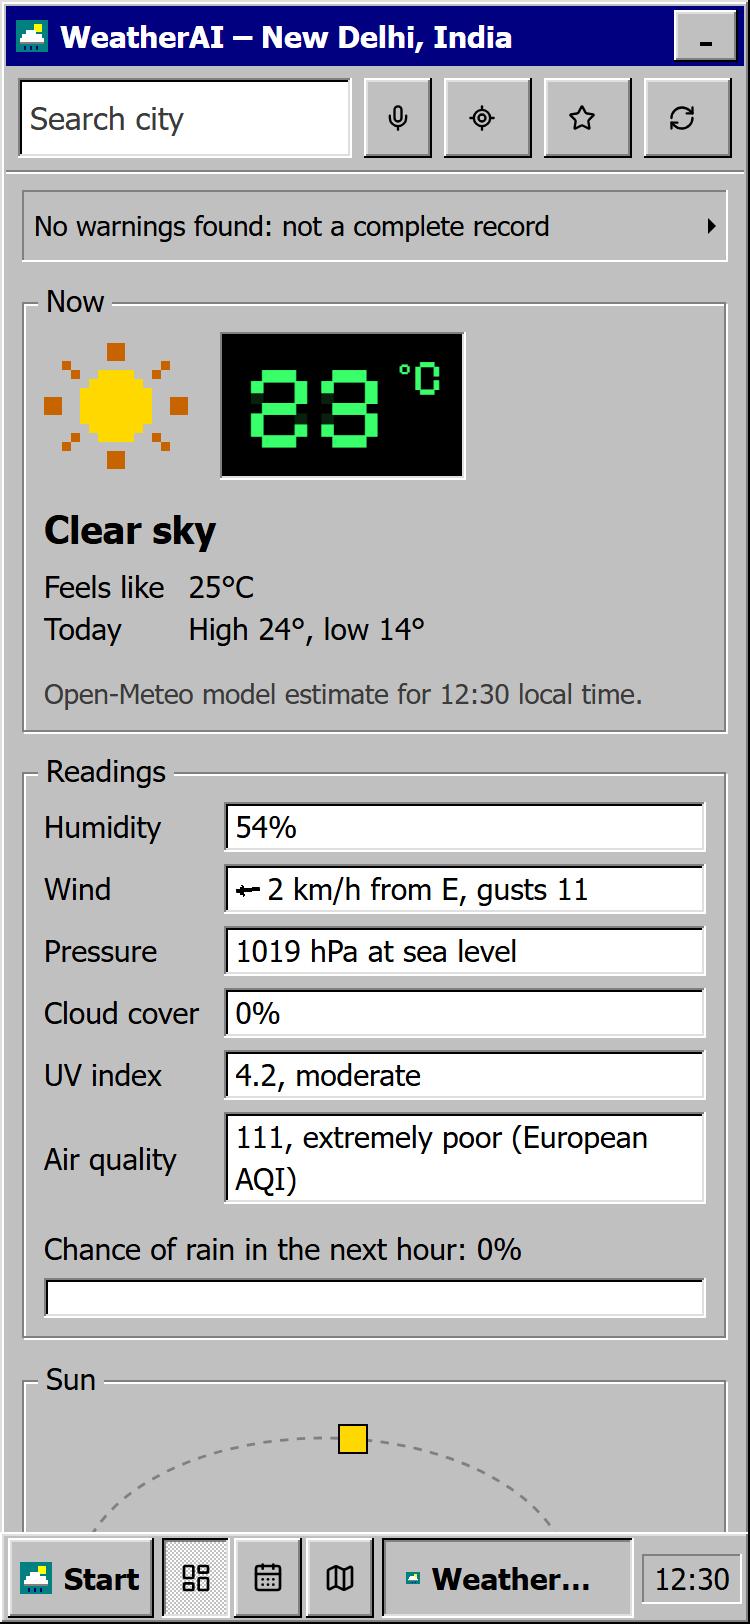 WeatherAI – New Delhi, India
Search city
No warnings found: not a complete record
Now
23°C
Clear sky
Feels like 25°C
Today High 24°, low 14°
Open-Meteo model estimate for 12:30 local time.
Readings
Humidity 54%
Wind 2 km/h from E, gusts 11
Pressure 1019 hPa at sea level
Cloud cover 0%
UV index 4.2, moderate
Air quality 111, extremely poor (European
AQI)
Chance of rain in the next hour: 0%
Sun
Start Weather... 12:30